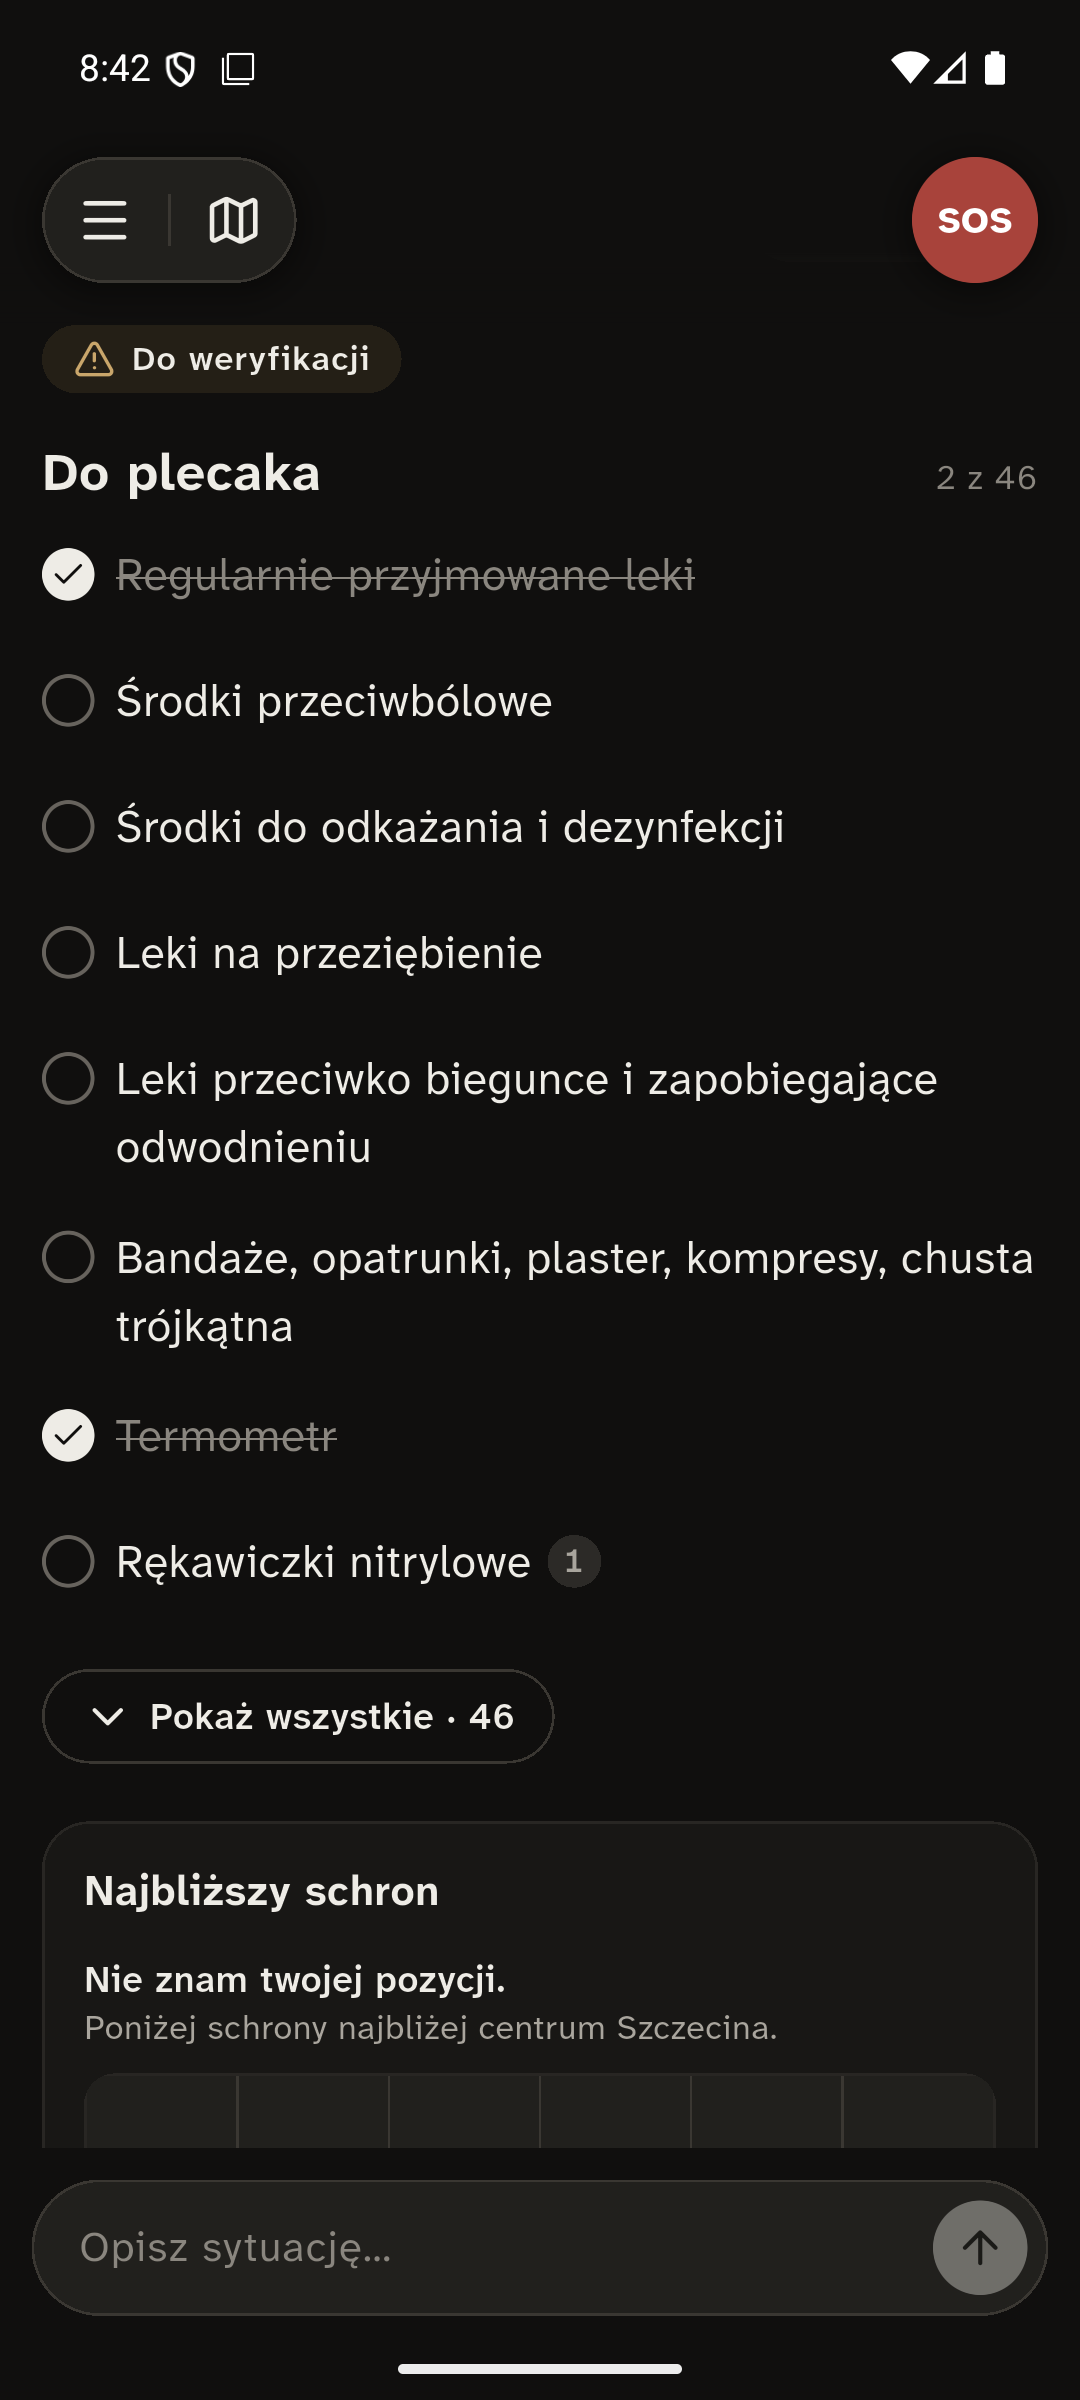 8:42
SOS
Do weryfikacji
Do plecaka
2 z 46
Regularnie przyjmowane leki
Środki przeciwbólowe
Środki do odkażania i dezynfekcji
Leki na przeziębienie
Leki przeciwko biegunce i zapobiegające
odwodnieniu
Bandaże, opatrunki, plaster, kompresy, chusta
trójkątna
Termometr
Rękawiczki nitrylowe 1
Pokaż wszystkie · 46
Najbliższy schron
Nie znam twojej pozycji.
Poniżej schrony najbliżej centrum Szczecina.
Opisz sytuację...